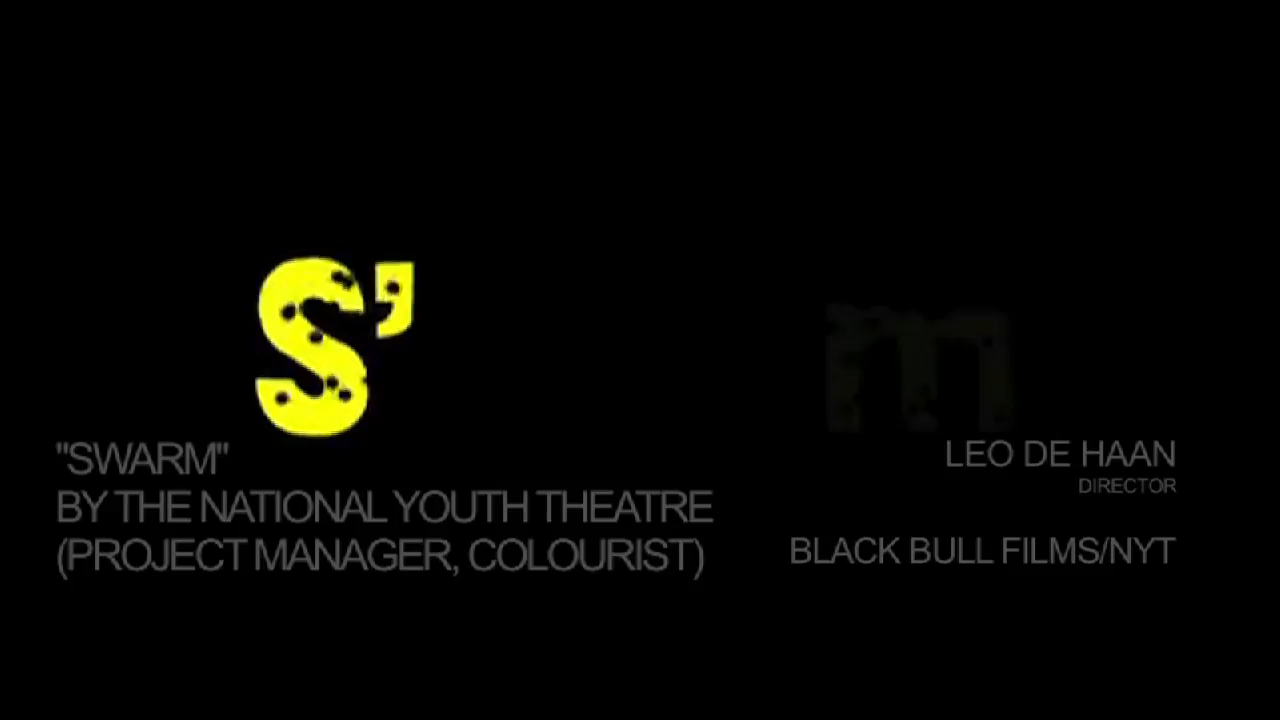 S’
m
"SWARM"
BY THE NATIONAL YOUTH THEATRE
(PROJECT MANAGER, COLOURIST)
LEO DE HAAN
DIRECTOR
BLACK BULL FILMS/NYT